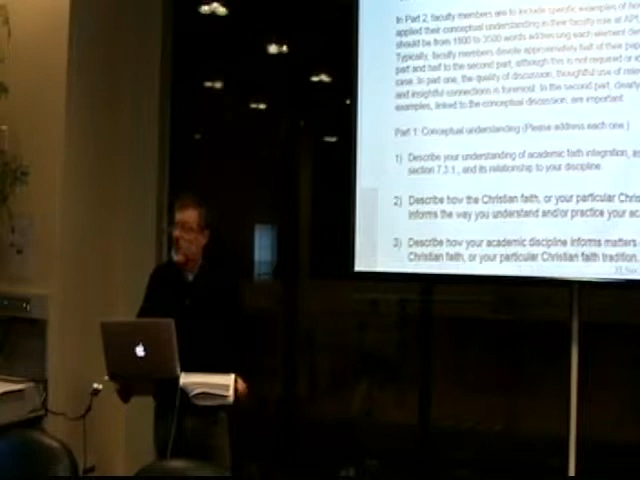 In Part 2, faculty members are to include specific examples of ho
applied their conceptual understanding in their faculty role at AP
should be from 1800 to 3500 words addressing each element
Typically, faculty members devote approximately half of their
part and half to the second part, although this is not required or
case. In part one, the quality of discussion, thoughtful use of
and insightful connections is foremost. In the second part, clearly
examples, linked to the conceptual discussion, are important.
Part 1: Conceptual understanding (Please address each one.)
1) Describe your understanding of academic faith integration, as
section 7.3.1., and its relationship to your discipline.
2) Describe how the Christian faith, or your particular Chris
informs the way you understand and/or practice your
3) Describe how your academic discipline informs matters
Christian faith, or your particular Christian faith tradition.